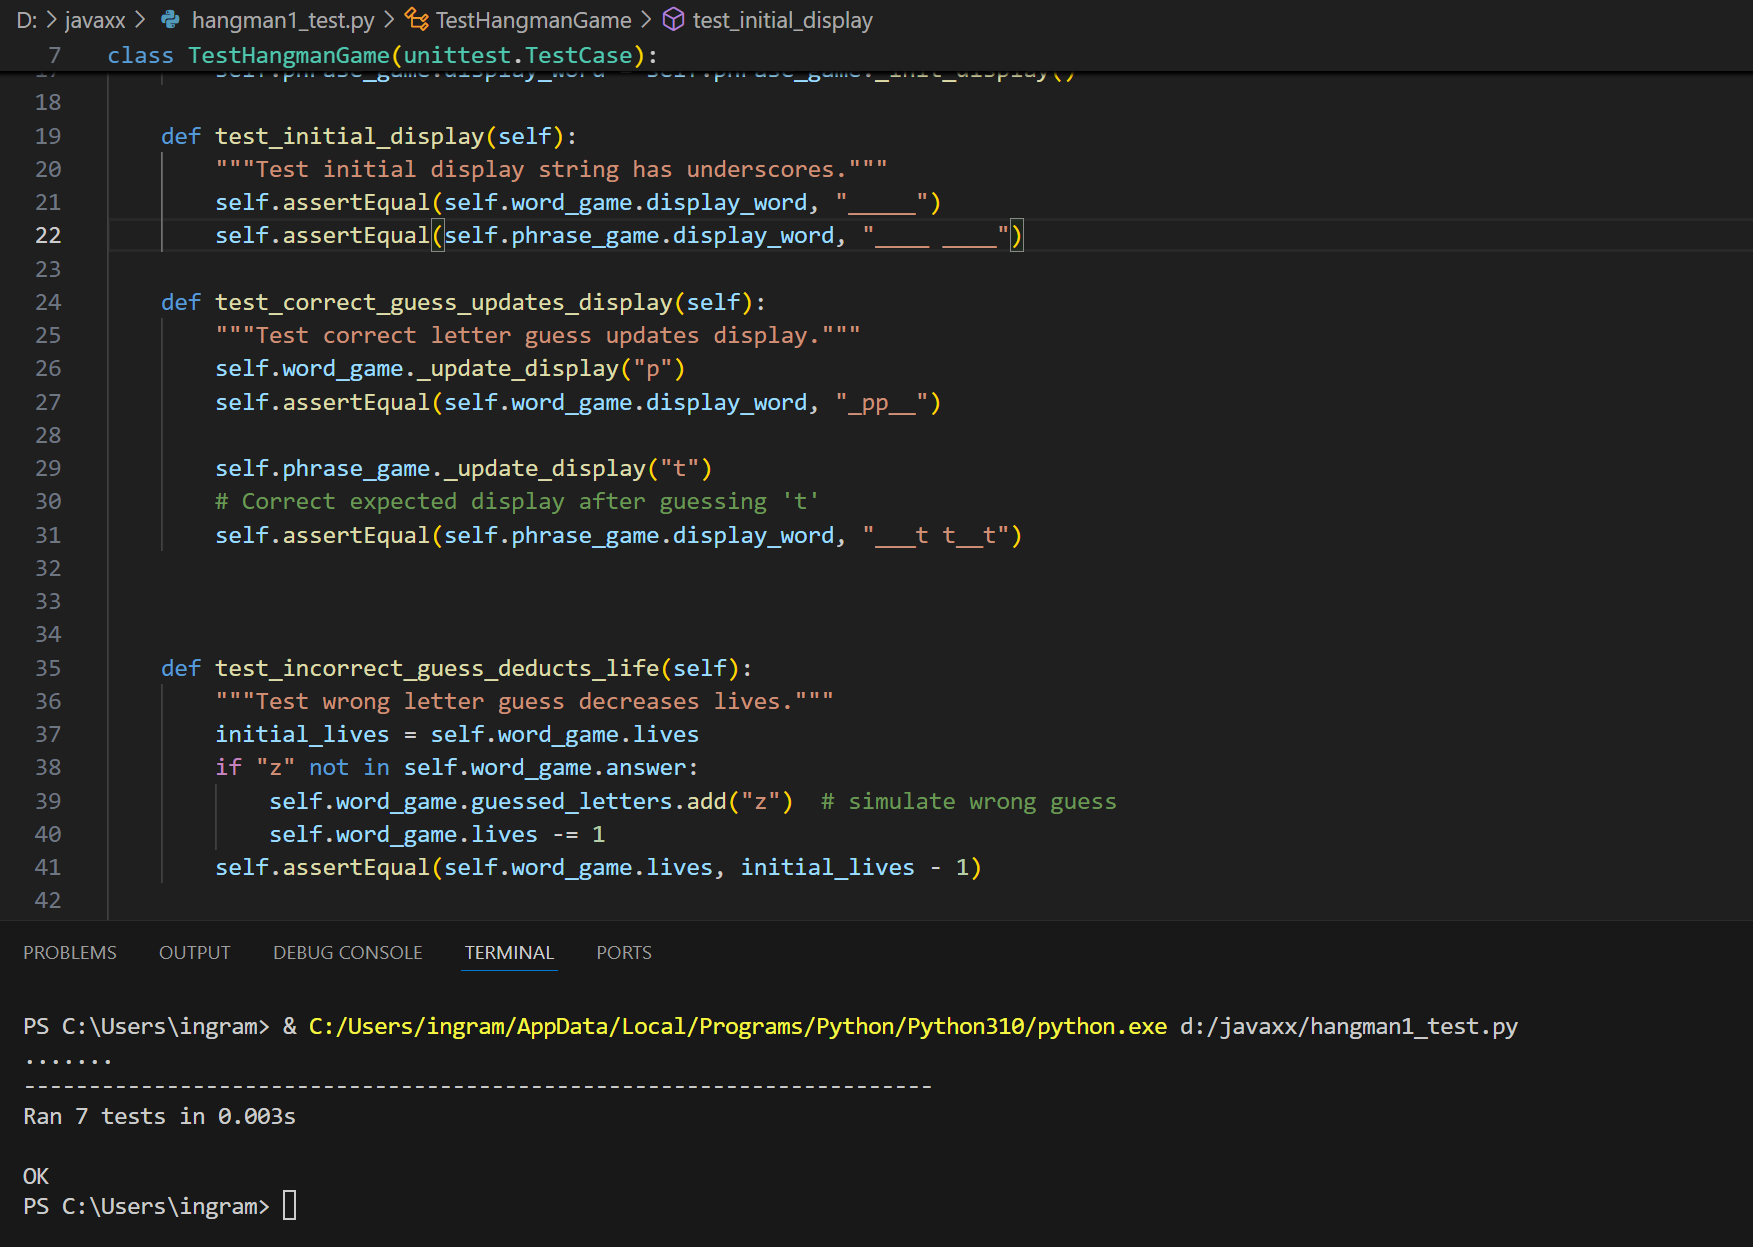 D: > javaxx > hangman1_test.py > TestHangmanGame > test_initial_display
7 class TestHangmanGame(unittest.TestCase):
17 self.phrase_game.display_word = self.phrase_game._init_display()
18
19 def test_initial_display(self):
20 """Test initial display string has underscores."""
21 self.assertEqual(self.word_game.display_word, "_____")
22 self.assertEqual(self.phrase_game.display_word, "____ ____")
23
24 def test_correct_guess_updates_display(self):
25 """Test correct letter guess updates display."""
26 self.word_game._update_display("p")
27 self.assertEqual(self.word_game.display_word, "_pp__")
28
29 self.phrase_game._update_display("t")
30 # Correct expected display after guessing 't'
31 self.assertEqual(self.phrase_game.display_word, "___t t__t")
32
33
34
35 def test_incorrect_guess_deducts_life(self):
36 """Test wrong letter guess decreases lives."""
37 initial_lives = self.word_game.lives
38 if "z" not in self.word_game.answer:
39 self.word_game.guessed_letters.add("z")  # simulate wrong guess
40 self.word_game.lives -= 1
41 self.assertEqual(self.word_game.lives, initial_lives - 1)
42
PROBLEMS OUTPUT DEBUG CONSOLE TERMINAL PORTS
PS C:\Users\ingram> & C:/Users/ingram/AppData/Local/Programs/Python/Python310/python.exe d:/javaxx/hangman1_test.py
.......
----------------------------------------------------------------------
Ran 7 tests in 0.003s
OK
PS C:\Users\ingram>